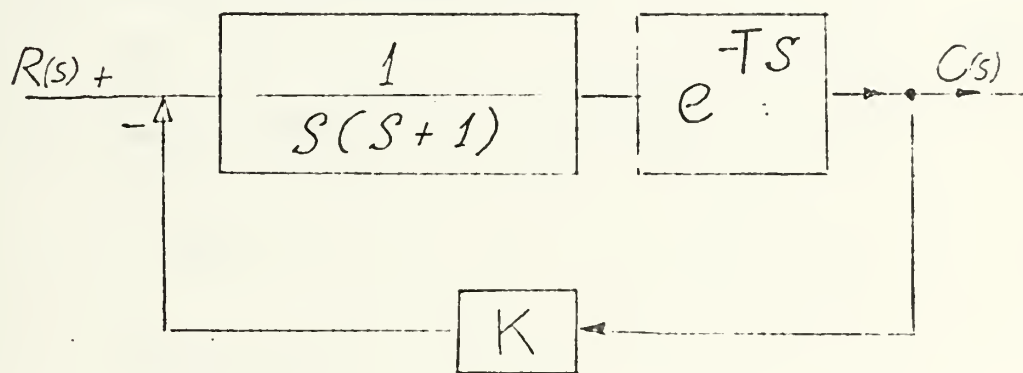 R(s) +
-
1
S(S+1)
e^-TS
C(s)
K